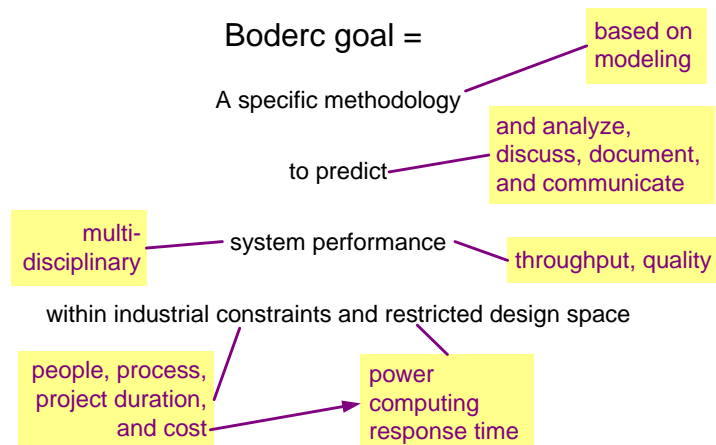 Boderc goal =
based on
modeling
A specific methodology
and analyze,
discuss, document,
and communicate
to predict
multi-
disciplinary
system performance
throughput, quality
within industrial constraints and restricted design space
people, process,
project duration,
and cost
power
computing
response time